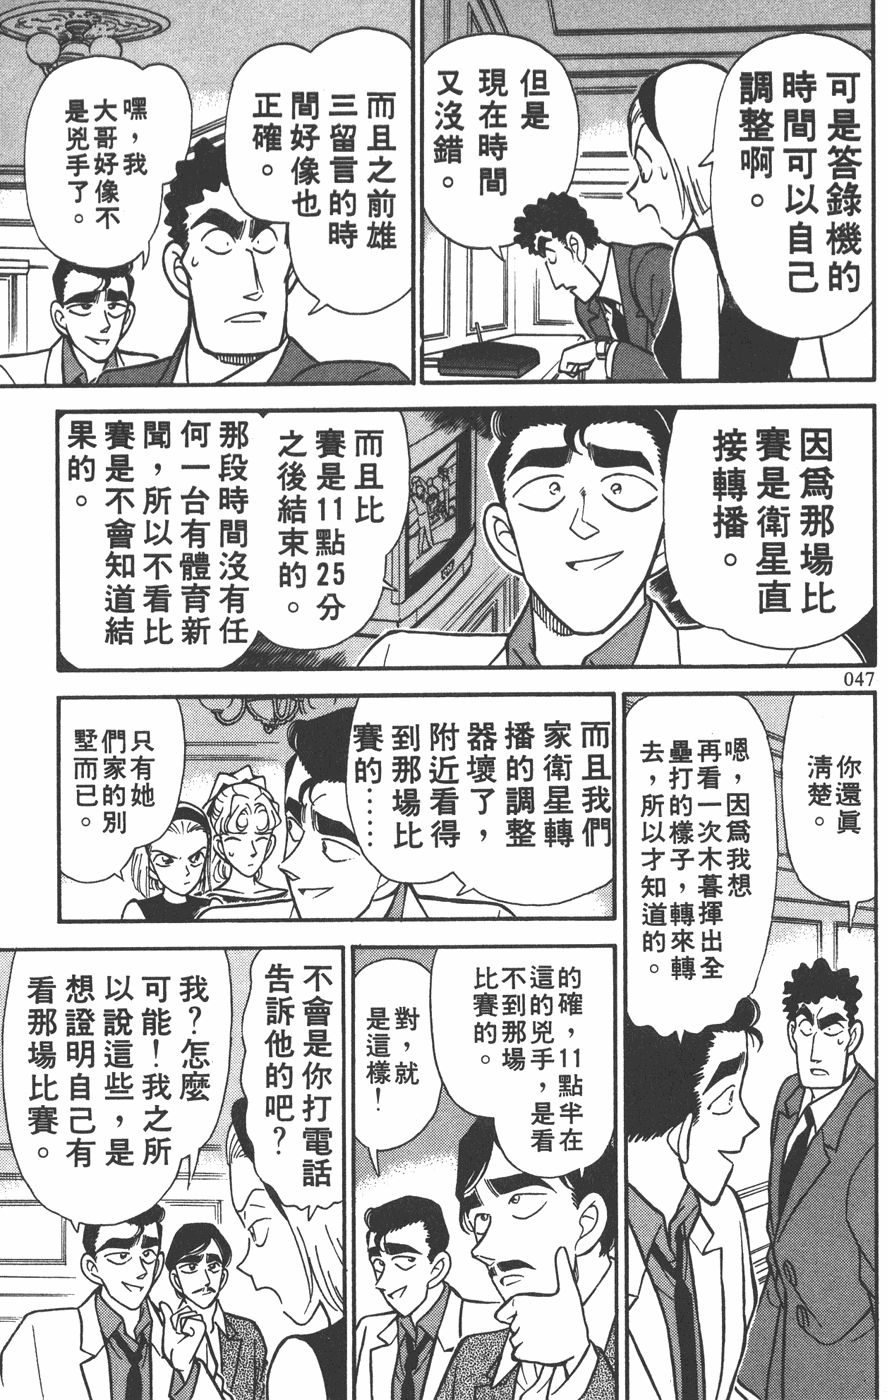 可是答錄機的
時間可以自己
調整啊。
但是
現在時間
又沒錯。
而且之前雄
三留言的時
間好像也
正確。
嘿，我
大哥好像不
是兇手了。
因為那場比
賽是衛星直
接轉播。
而且比
賽是11點25分
之後結束的。
那段時間沒有任
何一台有體育新
聞，所以不看比
賽是不會知道結
果的。
047
你還真
清楚。
嗯，因為我想
再看一次木暮揮出全
壘打的樣子，轉來轉
去，所以才知道的。
而且我們
家衛星轉
播的調整
器壞了，
附近看得
到那場比
賽的……
只有她
們家的別
墅而已。
的確，11點半在
這的兇手，是看
不到那場
比賽的。
對，就
是這樣！
不會是你打電話
告訴他的吧？
我？怎麼
可能！我之所
以說這些，是
想證明自己有
看那場比賽。